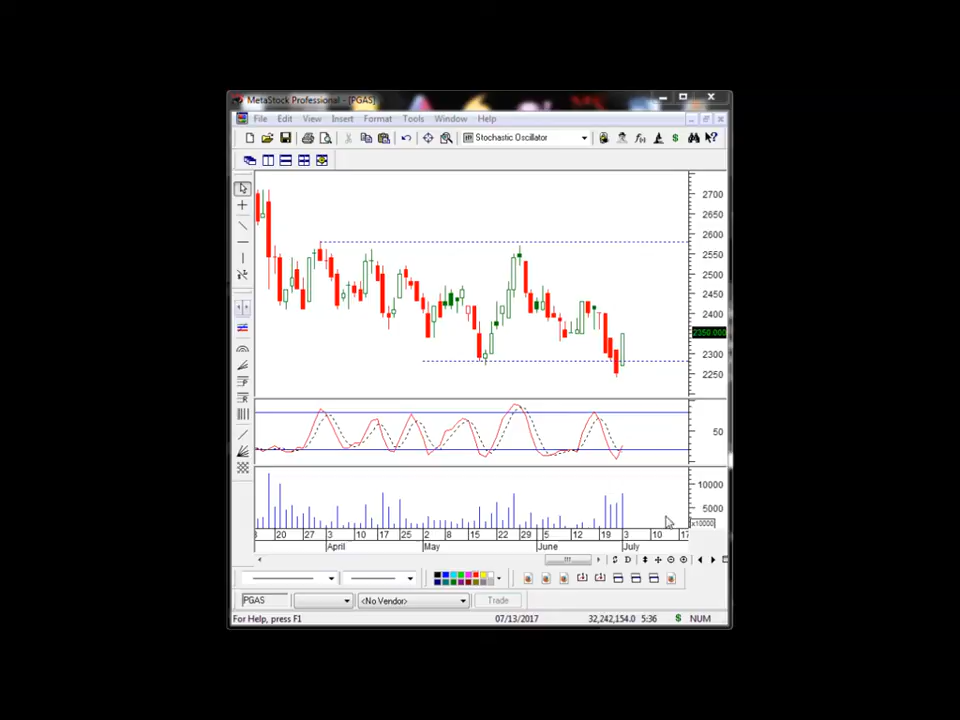 MetaStock Professional - [PGAS]
File Edit View Insert Format Tools Window Help
Stochastic Oscillator
2700
2650
2600
2550
2500
2450
2400
2350.000
2300
2250
50
10000
5000
x10000
20 27 3 10 17 25 2 8 15 22 29 5 12 19 3 10 17
April May June July
PGAS <No Vendor> Trade
For Help, press F1 07/13/2017 32,242,154.0 5:36 $ NUM